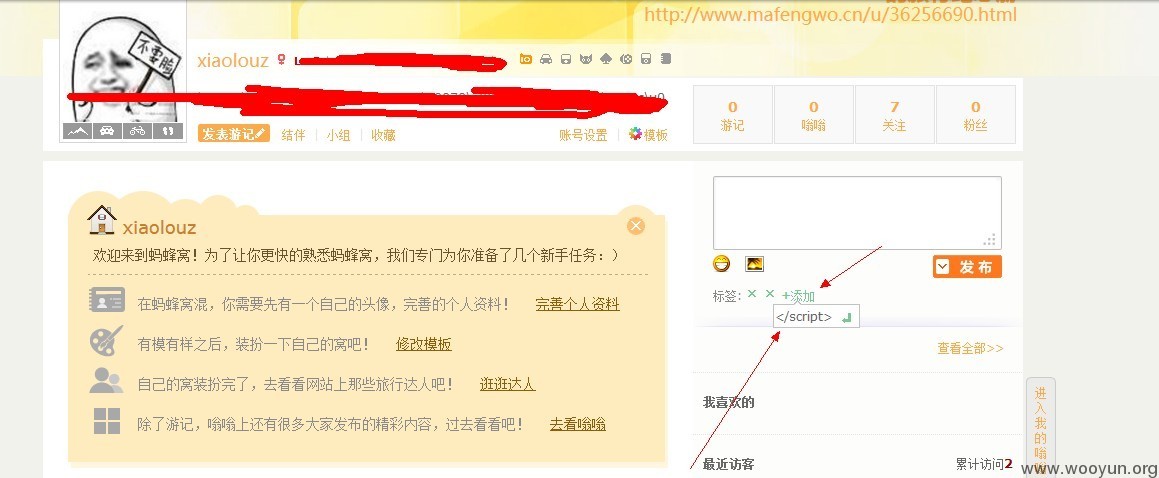 http://www.mafengwo.cn/u/36256690.html
不要脸
xiaolouz
发表游记 结伴 | 小组 | 收藏 账号设置 | 模板
0 0 7 0
游记 嗡嗡 关注 粉丝
xiaolouz
欢迎来到蚂蜂窝！为了让你更快的熟悉蚂蜂窝，我们专门为你准备了几个新手任务：）
在蚂蜂窝混，你需要先有一个自己的头像，完善的个人资料！ 完善个人资料
有模有样之后，装扮一下自己的窝吧！ 修改模板
自己的窝装扮完了，去看看网站上那些旅行达人吧！ 逛逛达人
除了游记，嗡嗡上还有很多大家发布的精彩内容，过去看看吧！ 去看嗡嗡
发布
标签: × × +添加
</script>
查看全部>>
我喜欢的
最近访客 累计访问2
进入我的嗡嗡
www.wooyun.org